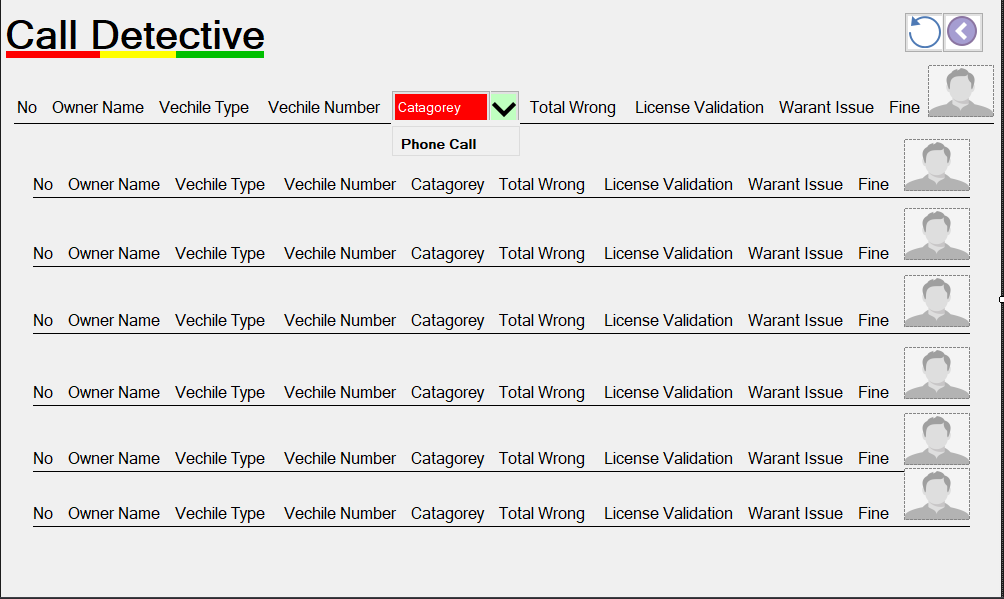 Call Detective
No Owner Name Vechile Type Vechile Number Catagorey Total Wrong License Validation Warant Issue Fine
Phone Call
No Owner Name Vechile Type Vechile Number Catagorey Total Wrong License Validation Warant Issue Fine
No Owner Name Vechile Type Vechile Number Catagorey Total Wrong License Validation Warant Issue Fine
No Owner Name Vechile Type Vechile Number Catagorey Total Wrong License Validation Warant Issue Fine
No Owner Name Vechile Type Vechile Number Catagorey Total Wrong License Validation Warant Issue Fine
No Owner Name Vechile Type Vechile Number Catagorey Total Wrong License Validation Warant Issue Fine
No Owner Name Vechile Type Vechile Number Catagorey Total Wrong License Validation Warant Issue Fine